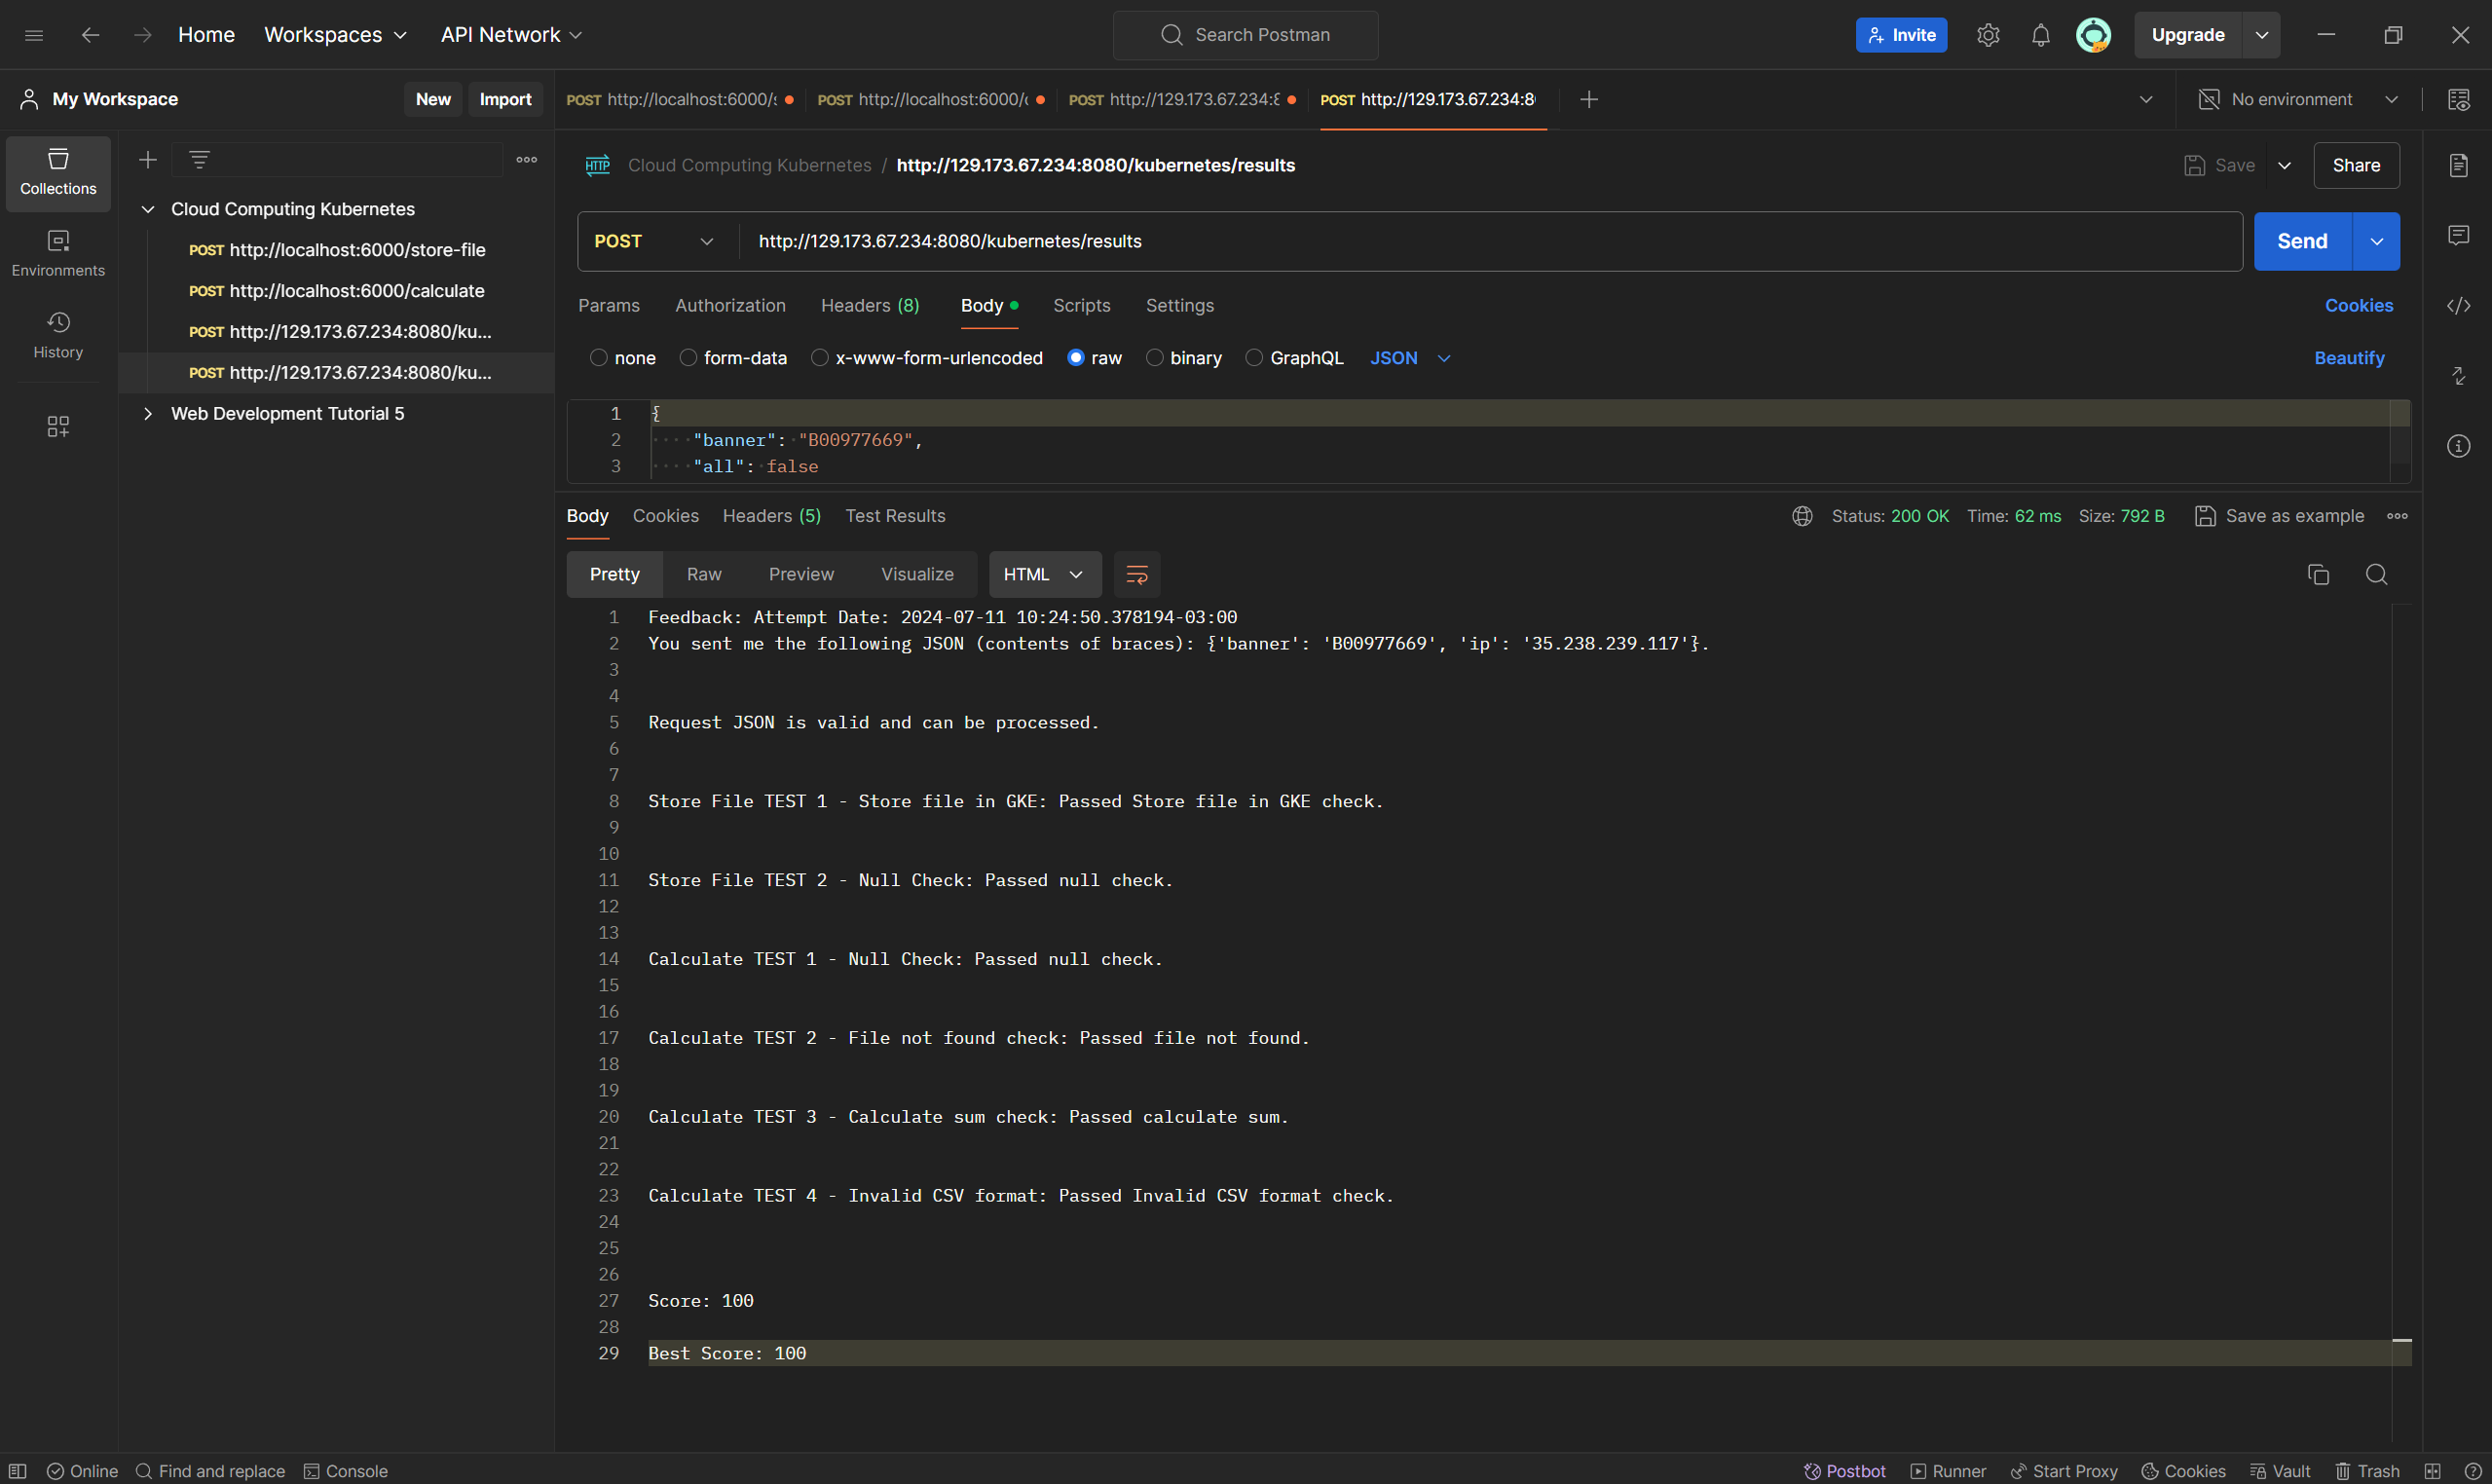 Home Workspaces API Network Search Postman Invite Upgrade
My Workspace New Import POST http://localhost:6000/ POST http://localhost:6000/ POST http://129.173.67.234: POST http://129.173.67.234:8 No environment
Collections
Environments
History
Cloud Computing Kubernetes
POST http://localhost:6000/store-file
POST http://localhost:6000/calculate
POST http://129.173.67.234:8080/ku...
POST http://129.173.67.234:8080/ku...
Web Development Tutorial 5
HTTP Cloud Computing Kubernetes / http://129.173.67.234:8080/kubernetes/results Save Share
POST http://129.173.67.234:8080/kubernetes/results Send
Params Authorization Headers (8) Body Scripts Settings Cookies
none form-data x-www-form-urlencoded raw binary GraphQL JSON Beautify
1 {
2 "banner": "B00977669",
3 "all": false
Body Cookies Headers (5) Test Results Status: 200 OK Time: 62 ms Size: 792 B Save as example
Pretty Raw Preview Visualize HTML
1 Feedback: Attempt Date: 2024-07-11 10:24:50.378194-03:00
2 You sent me the following JSON (contents of braces): {'banner': 'B00977669', 'ip': '35.238.239.117'}.
3
4
5 Request JSON is valid and can be processed.
6
7
8 Store File TEST 1 - Store file in GKE: Passed Store file in GKE check.
9
10
11 Store File TEST 2 - Null Check: Passed null check.
12
13
14 Calculate TEST 1 - Null Check: Passed null check.
15
16
17 Calculate TEST 2 - File not found check: Passed file not found.
18
19
20 Calculate TEST 3 - Calculate sum check: Passed calculate sum.
21
22
23 Calculate TEST 4 - Invalid CSV format: Passed Invalid CSV format check.
24
25
26
27 Score: 100
28
29 Best Score: 100
Online Find and replace Console Postbot Runner Start Proxy Cookies Vault Trash